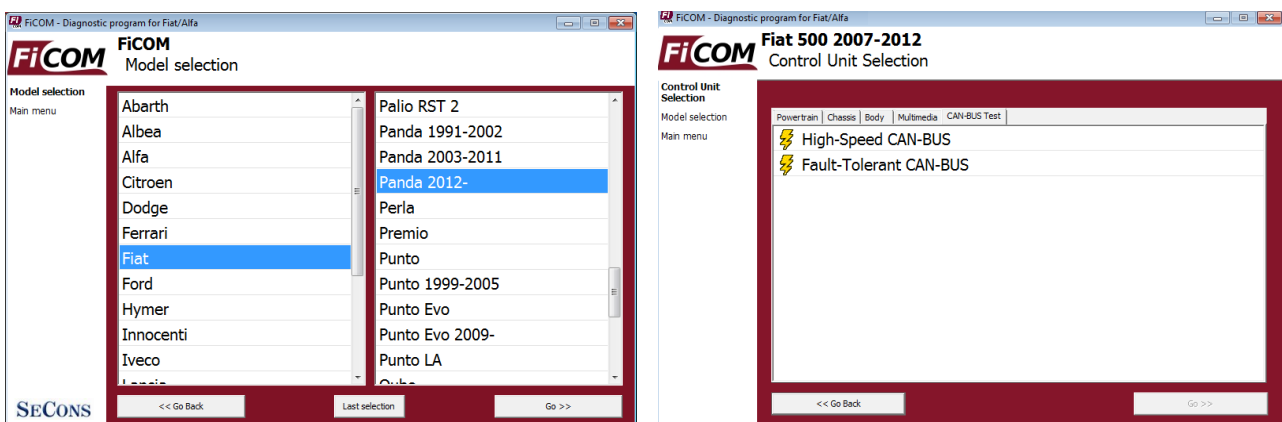 FiCOM - Diagnostic program for Fiat/Alfa
FiCOM
FiCOM
Model selection
Model selection
Main menu
Abarth
Albea
Alfa
Citroen
Dodge
Ferrari
Fiat
Ford
Hymer
Innocenti
Iveco
Lancia
Palio RST 2
Panda 1991-2002
Panda 2003-2011
Panda 2012-
Perla
Premio
Punto
Punto 1999-2005
Punto Evo
Punto Evo 2009-
Punto LA
Qubo
SECONS
<< Go Back
Last selection
Go >>
FiCOM - Diagnostic program for Fiat/Alfa
FiCOM
Fiat 500 2007-2012
Control Unit Selection
Control Unit
Selection
Model selection
Main menu
Powertrain Chassis Body Multimedia CAN-BUS Test
High-Speed CAN-BUS
Fault-Tolerant CAN-BUS
<< Go Back
Go >>